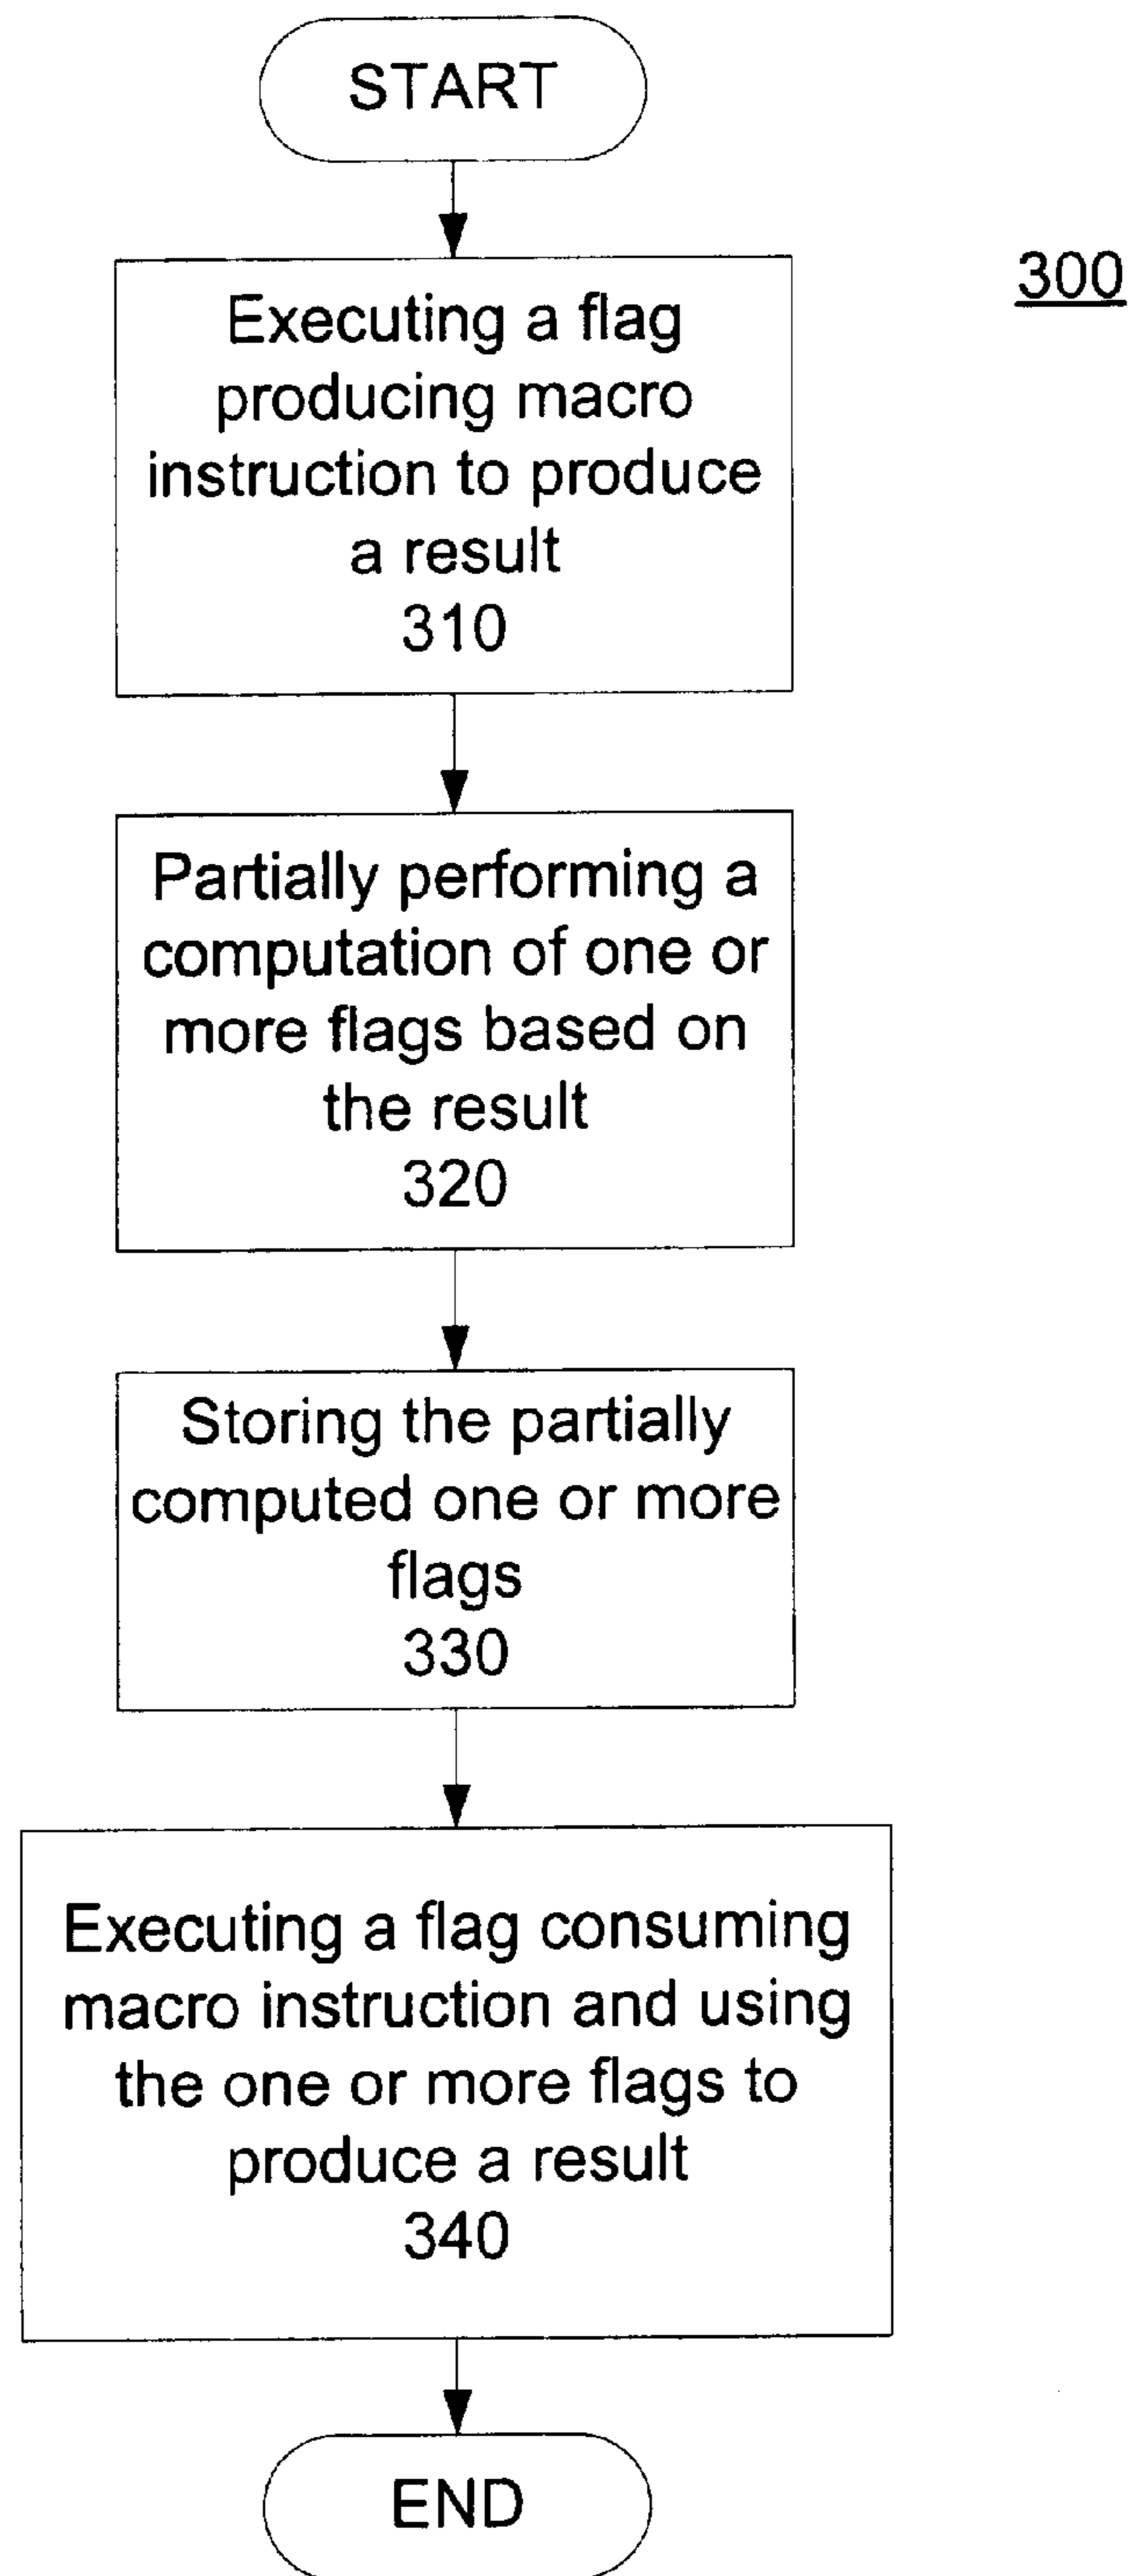 START
300
Executing a flag
producing macro
instruction to produce
a result
310
Partially performing a
computation of one or
more flags based on
the result
320
Storing the partially
computed one or more
flags
330
Executing a flag consuming
macro instruction and using
the one or more flags to
produce a result
340
END